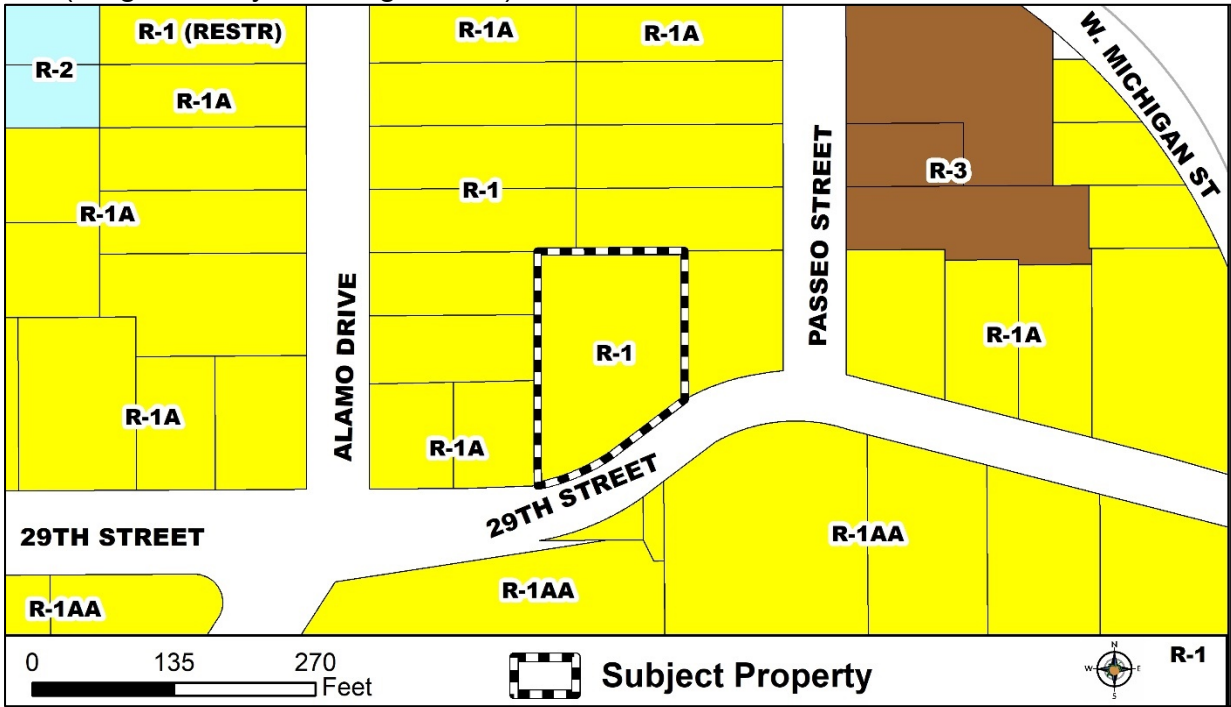 R-1 (RESTR)
R-1A
R-1A
W. MICHIGAN ST
R-2
R-1A
R-3
R-1
R-1A
ALAMO DRIVE
PASSEO STREET
R-1
R-1A
R-1A
R-1A
29TH STREET
29TH STREET
R-1AA
R-1AA
R-1AA
0 135 270
Feet
Subject Property
N
W E
S
R-1